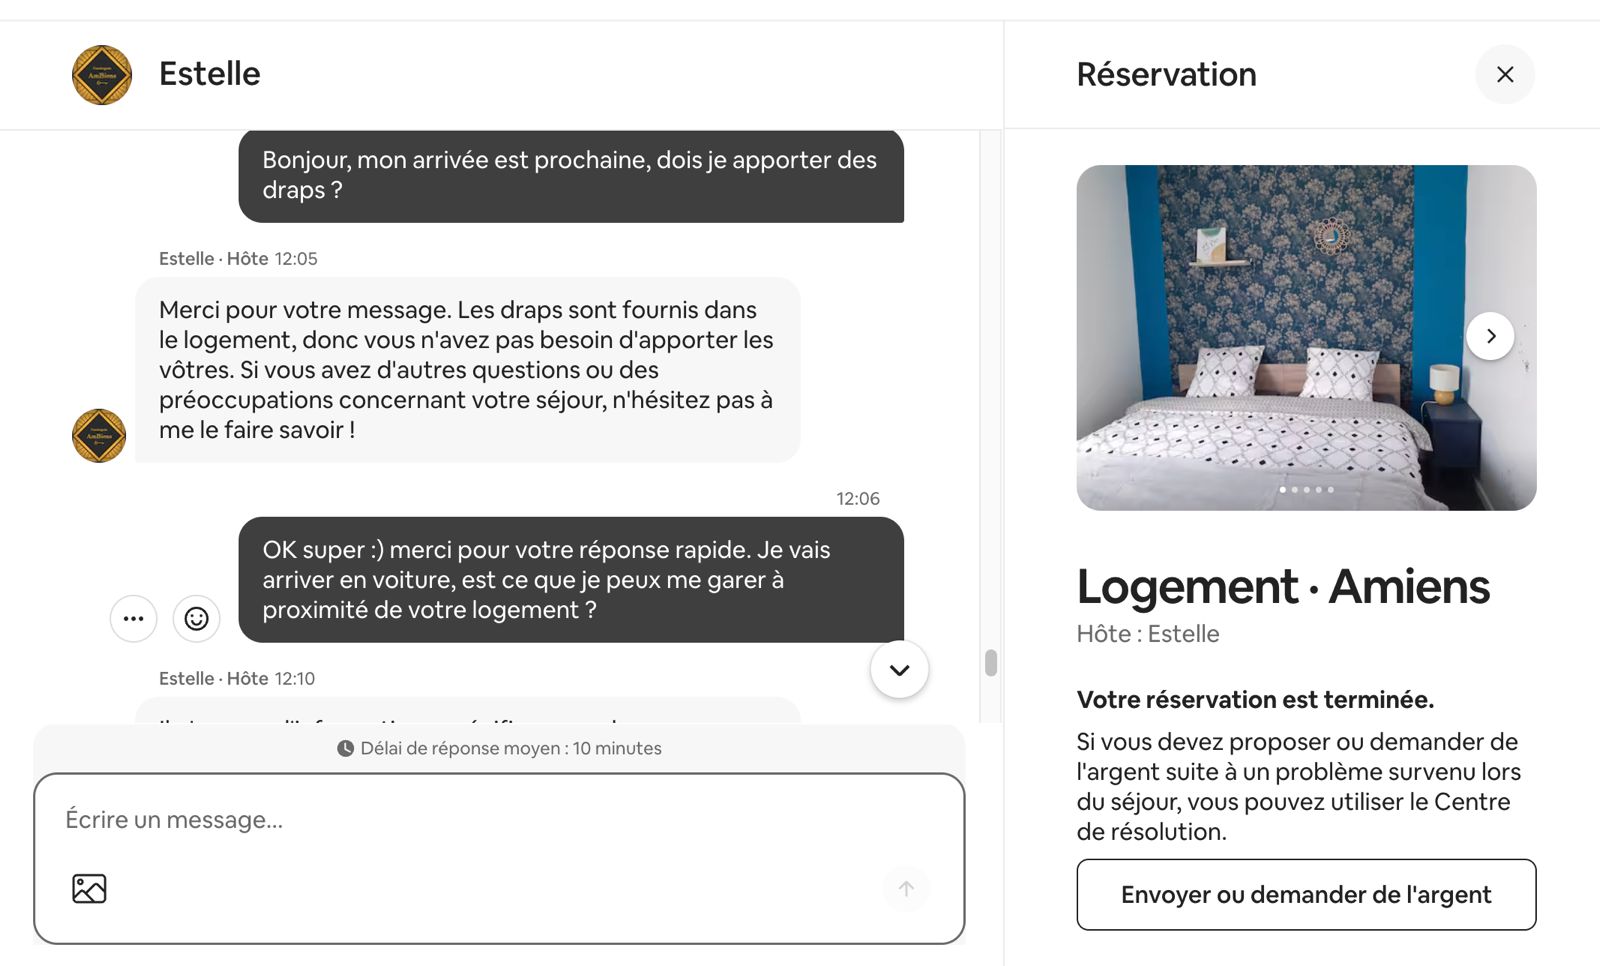 Estelle
Réservation
Bonjour, mon arrivée est prochaine, dois je apporter des
draps ?
Estelle · Hôte 12:05
Merci pour votre message. Les draps sont fournis dans
le logement, donc vous n'avez pas besoin d'apporter les
vôtres. Si vous avez d'autres questions ou des
préoccupations concernant votre séjour, n'hésitez pas à
me le faire savoir !
AmBiens
12:06
OK super :) merci pour votre réponse rapide. Je vais
arriver en voiture, est ce que je peux me garer à
proximité de votre logement ?
Estelle · Hôte 12:10
Délai de réponse moyen : 10 minutes
Écrire un message...
Logement · Amiens
Hôte : Estelle
Votre réservation est terminée.
Si vous devez proposer ou demander de
l'argent suite à un problème survenu lors
du séjour, vous pouvez utiliser le Centre
de résolution.
Envoyer ou demander de l'argent